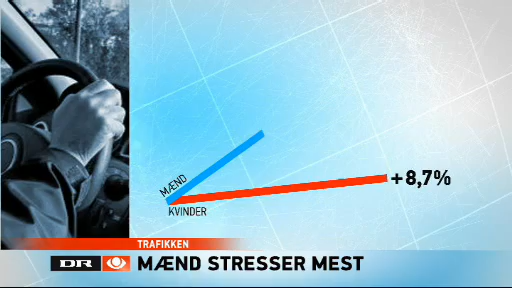 MÆND
KVINDER
+8,7%
TRAFIKKEN
DR MÆND STRESSER MEST